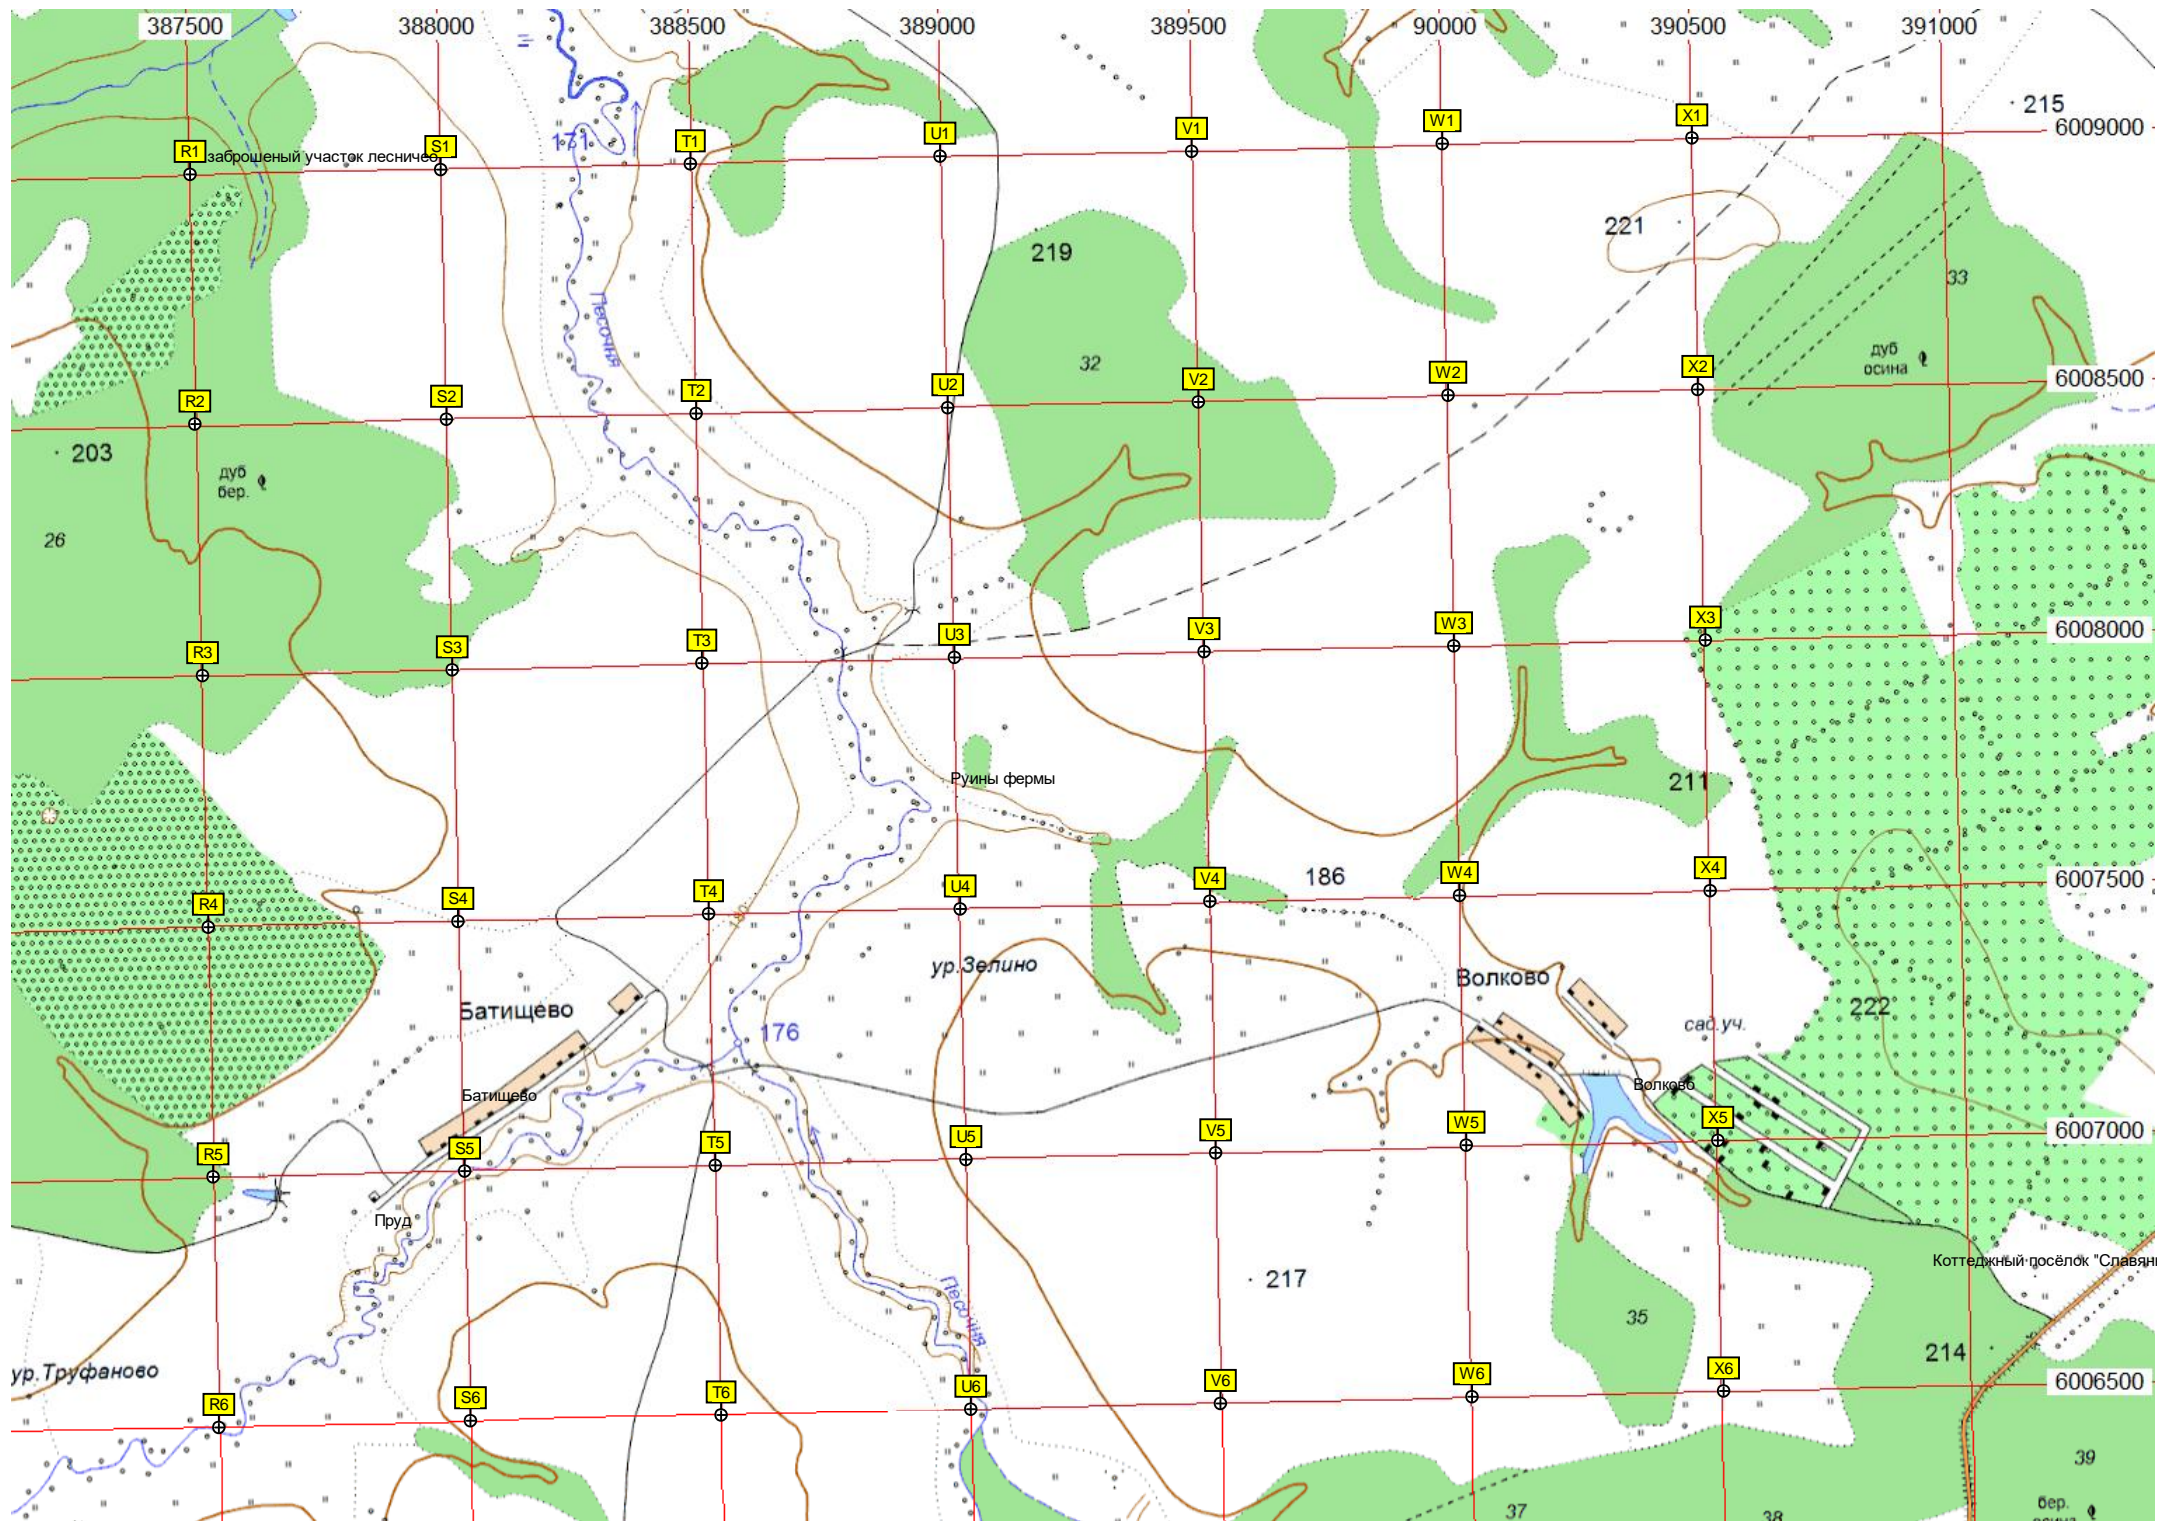 387500 388000 388500 389000 389500 90000 390500 391000
215
6009000
171
R1 S1 T1 U1 V1 W1 X1
заброшеный участок лесничео
221
219
33
Песочня
32
дуб
осина
6008500
R2 S2 T2 U2 V2 W2 X2
203
дуб
бер.
26
6008000
R3 S3 T3 U3 V3 W3 X3
Руины фермы
211
186
6007500
R4 S4 T4 U4 V4 W4 X4
ур.Зелино
Волково
Батищево
222
сад.уч.
176
Батищево
Волково
6007000
R5 S5 T5 U5 V5 W5 X5
Пруд
Коттеджный посёлок "Славян
217
Песочня
35
214
ур.Труфаново
6006500
R6 S6 T6 U6 V6 W6 X6
39
37
38
бер.